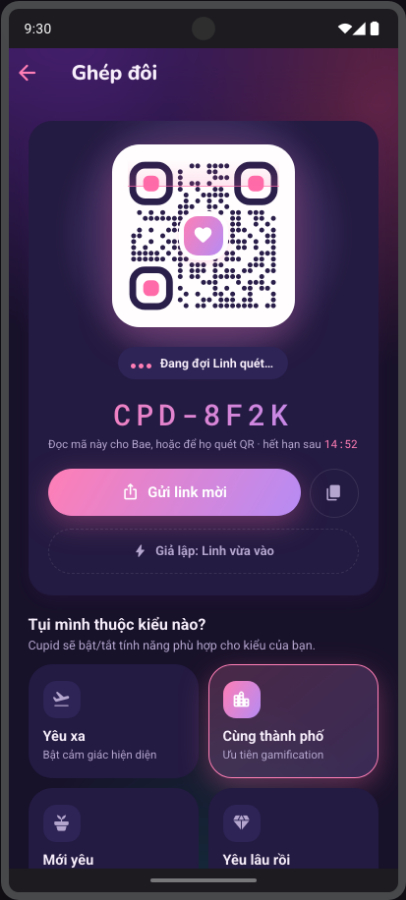 9:30
Ghép đôi
Đang đợi Linh quét...
CPD-8F2K
Đọc mã này cho Bae, hoặc để họ quét QR · hết hạn sau 14:52
Gửi link mời
Giả lập: Linh vừa vào
Tụi mình thuộc kiểu nào?
Cupid sẽ bật/tắt tính năng phù hợp cho kiểu của bạn.
Yêu xa
Bật cảm giác hiện diện
Cùng thành phố
Ưu tiên gamification
Mới yêu
Yêu lâu rồi